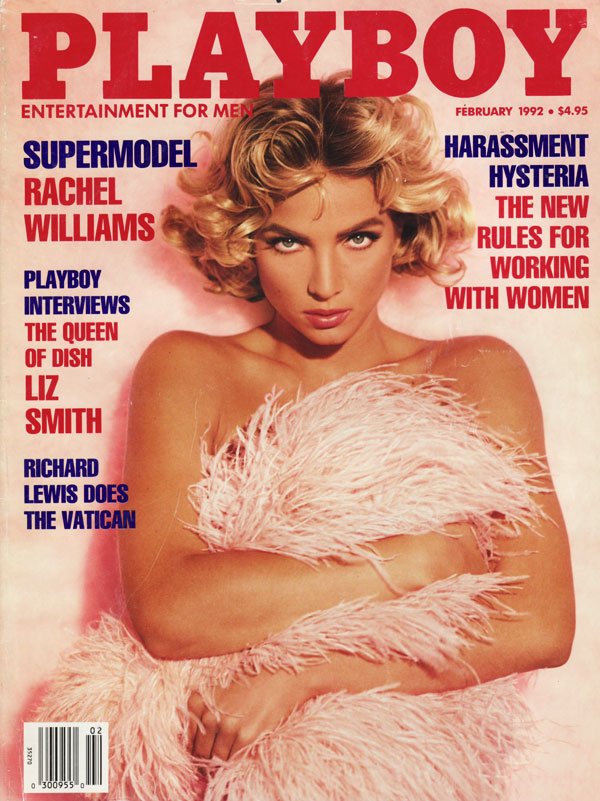 PLAYBOY
ENTERTAINMENT FOR MEN
FEBRUARY 1992 • $4.95
SUPERMODEL
RACHEL
WILLIAMS
PLAYBOY
INTERVIEWS
THE QUEEN
OF DISH
LIZ
SMITH
RICHARD
LEWIS DOES
THE VATICAN
HARASSMENT
HYSTERIA
THE NEW
RULES FOR
WORKING
WITH WOMEN
02
35270
0 300955 0